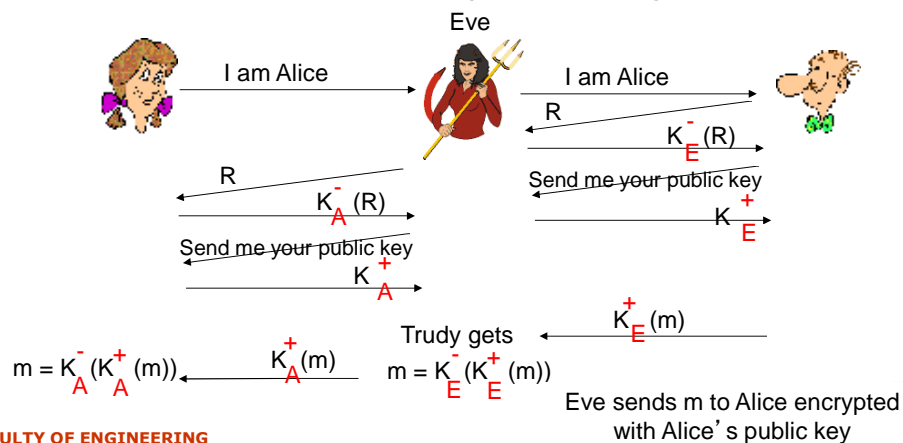 Eve
I am Alice
I am Alice
R
K E - (R)
R
Send me your public key
K A - (R)
K E +
Send me your public key
K A +
K E + (m)
Trudy gets
m = K A - (K A + (m))
K A + (m)
m = K E - (K E + (m))
Eve sends m to Alice encrypted
with Alice's public key
ULTY OF ENGINEERING